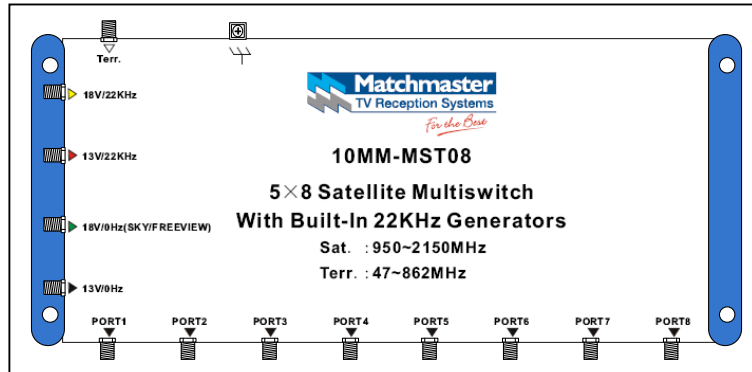 Terr.
18V/22KHz
13V/22KHz
18V/0Hz(SKY/FREEVIEW)
13V/0Hz
Matchmaster
TV Reception Systems
For the Best
10MM-MST08
5×8 Satellite Multiswitch
With Built-In 22KHz Generators
Sat. : 950~2150MHz
Terr. : 47~862MHz
PORT1 PORT2 PORT3 PORT4 PORT5 PORT6 PORT7 PORT8